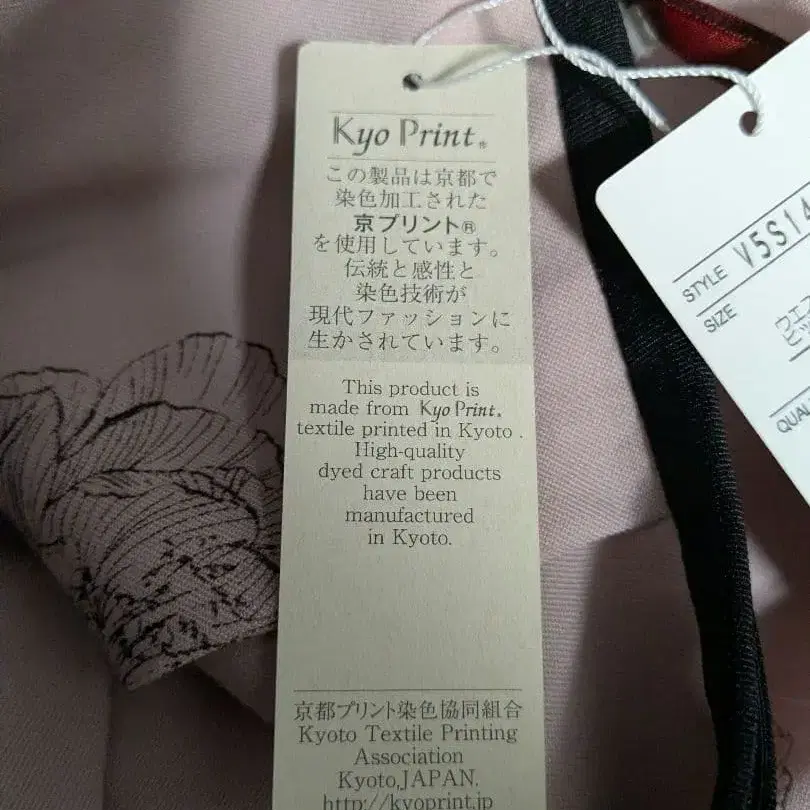 Kyo Print®
この製品は京都で
染色加工された
京プリント®
を使用しています。
伝統と感性と
染色技術が
現代ファッションに
生かされています。
This product is
made from Kyo Print.
textile printed in Kyoto .
High-quality
dyed craft products
have been
manufactured
in Kyoto.
京都プリント染色協同組合
Kyoto Textile Printing
Association
Kyoto,JAPAN.
http://kyoprint.jp
STYLE V5S1
SIZE